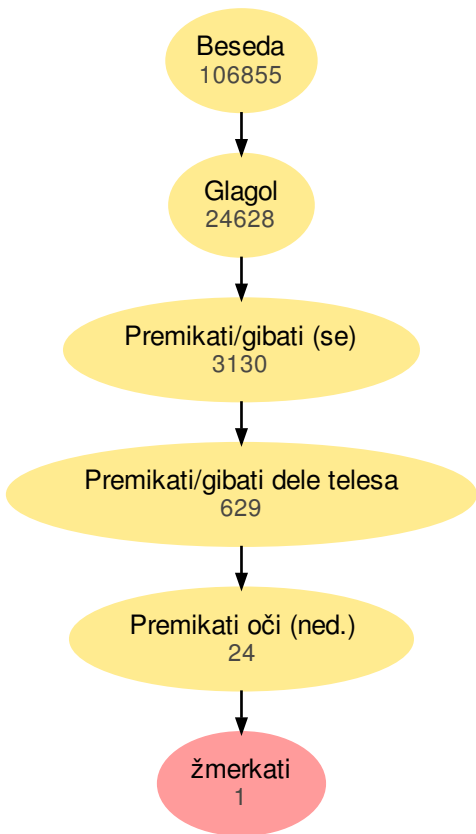 Beseda
106855
Glagol
24628
Premikati/gibati (se)
3130
Premikati/gibati dele telesa
629
Premikati oči (ned.)
24
žmerkati
1